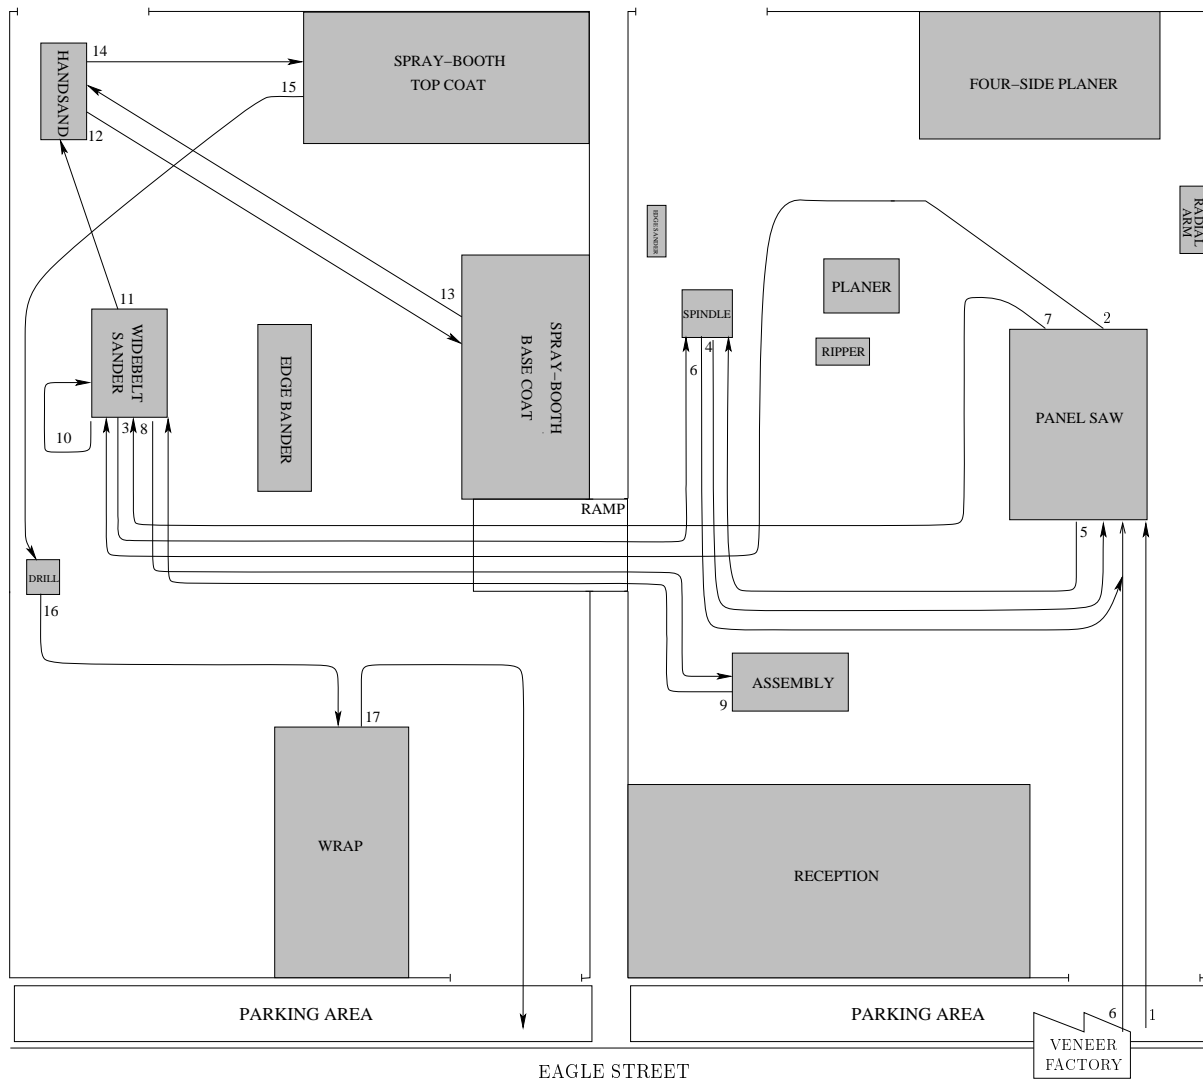 14
HANDSAND
12
15
SPRAY–BOOTH
TOP COAT
FOUR–SIDE PLANER
EDGE SANDER
RADIAL
ARM
13
11
WIDEBELT
SANDER
10
3
8
EDGE BANDER
SPRAY–BOOTH
BASE COAT
RAMP
SPINDLE
4
6
PLANER
RIPPER
7
2
PANEL SAW
5
DRILL
16
ASSEMBLY
9
17
WRAP
RECEPTION
PARKING AREA
PARKING AREA
6
1
VENEER
FACTORY
EAGLE STREET